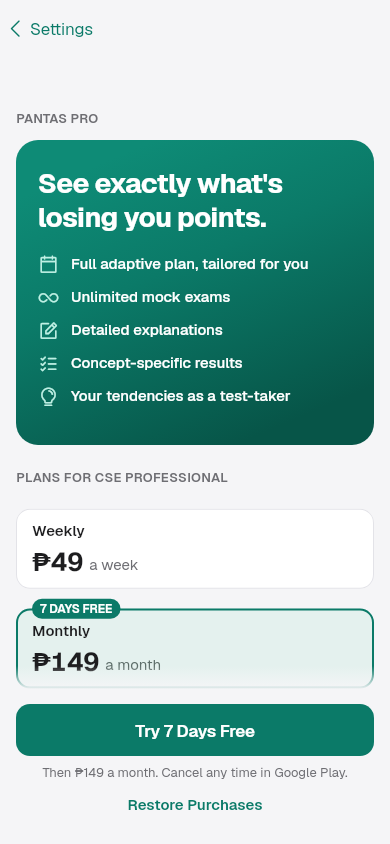 Settings
PANTAS PRO
See exactly what's
losing you points.
Full adaptive plan, tailored for you
Unlimited mock exams
Detailed explanations
Concept-specific results
Your tendencies as a test-taker
PLANS FOR CSE PROFESSIONAL
Weekly
₱49 a week
7 DAYS FREE
Monthly
₱149 a month
Try 7 Days Free
Then ₱149 a month. Cancel any time in Google Play.
Restore Purchases